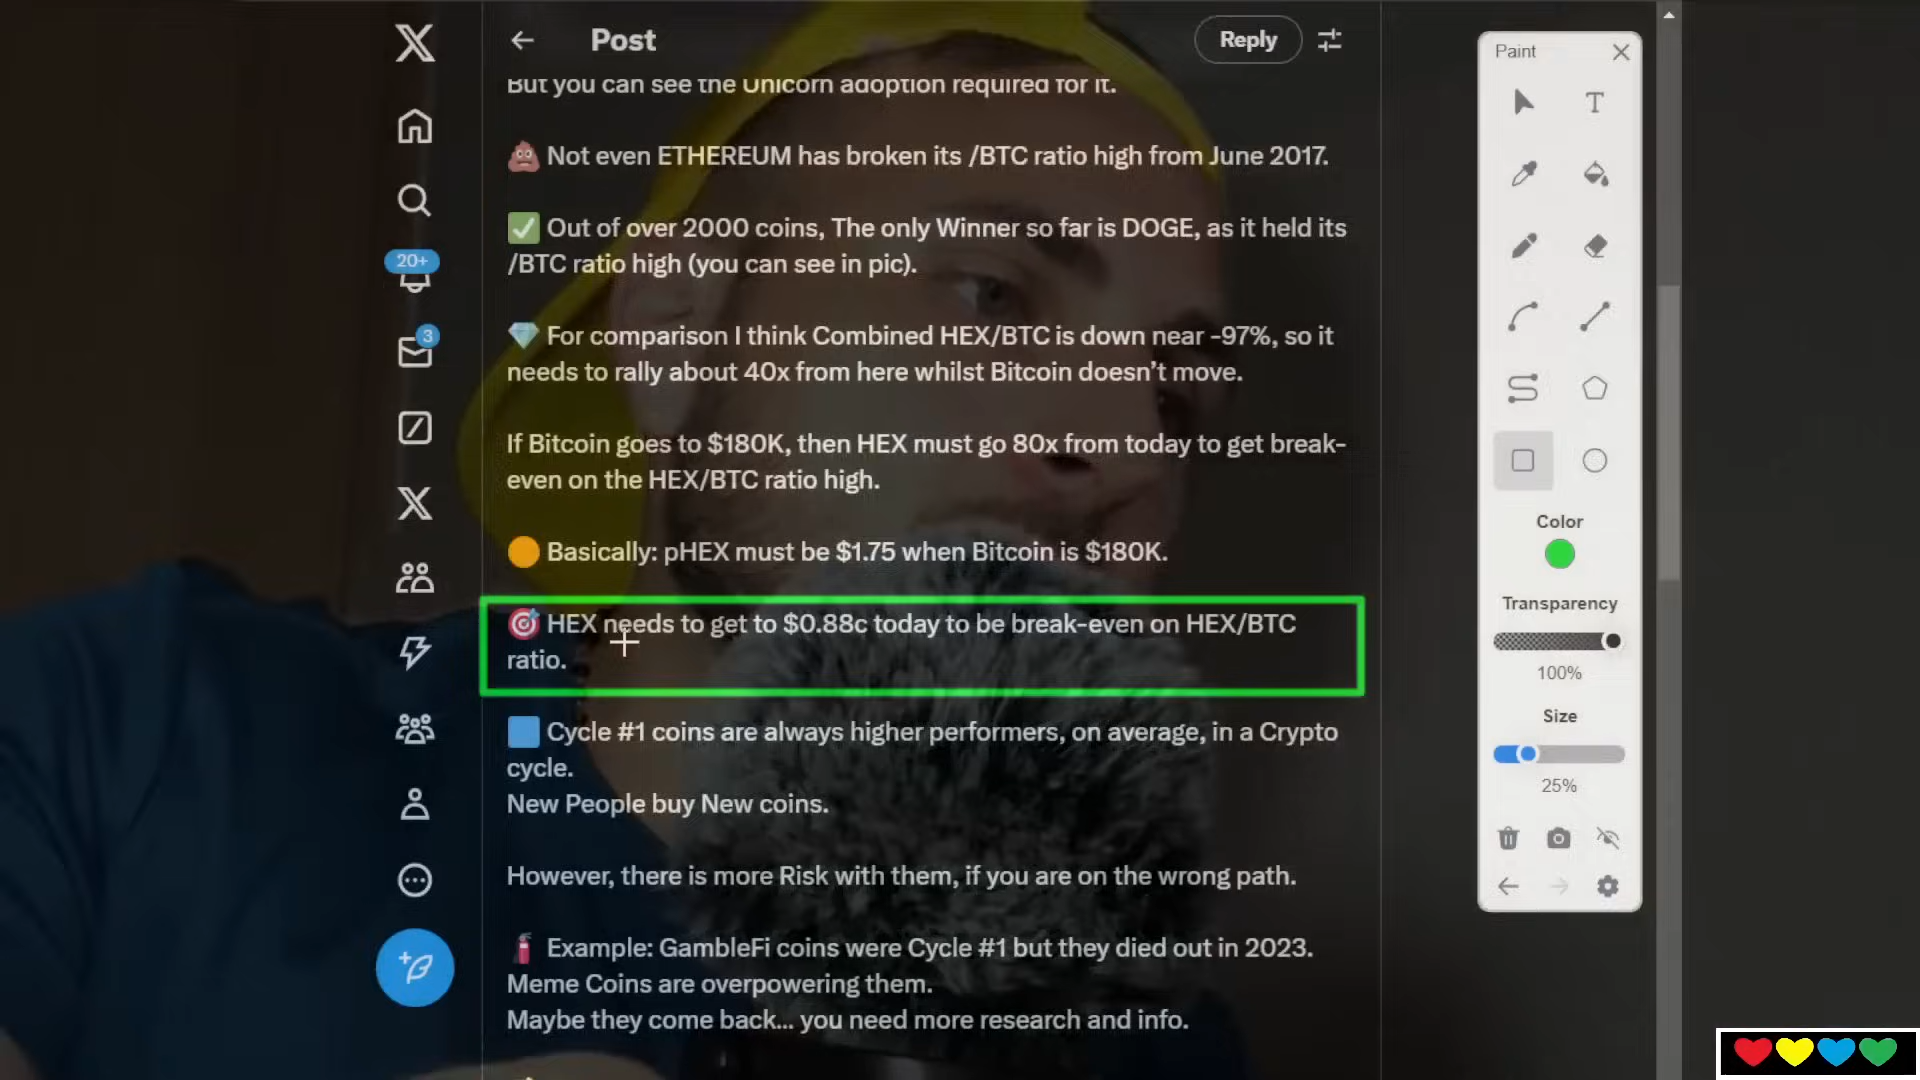 Post
Reply
But you can see the Unicorn adoption required for it.
💩 Not even ETHEREUM has broken its /BTC ratio high from June 2017.
✅ Out of over 2000 coins, The only Winner so far is DOGE, as it held its
/BTC ratio high (you can see in pic).
💎 For comparison I think Combined HEX/BTC is down near -97%, so it
needs to rally about 40x from here whilst Bitcoin doesn’t move.
If Bitcoin goes to $180K, then HEX must go 80x from today to get break-
even on the HEX/BTC ratio high.
🟠 Basically: pHEX must be $1.75 when Bitcoin is $180K.
🎯 HEX needs to get to $0.88c today to be break-even on HEX/BTC
ratio.
🟦 Cycle #1 coins are always higher performers, on average, in a Crypto
cycle.
New People buy New coins.
However, there is more Risk with them, if you are on the wrong path.
🧯 Example: GambleFi coins were Cycle #1 but they died out in 2023.
Meme Coins are overpowering them.
Maybe they come back... you need more research and info.
20+
3
Paint
T
Color
Transparency
100%
Size
25%